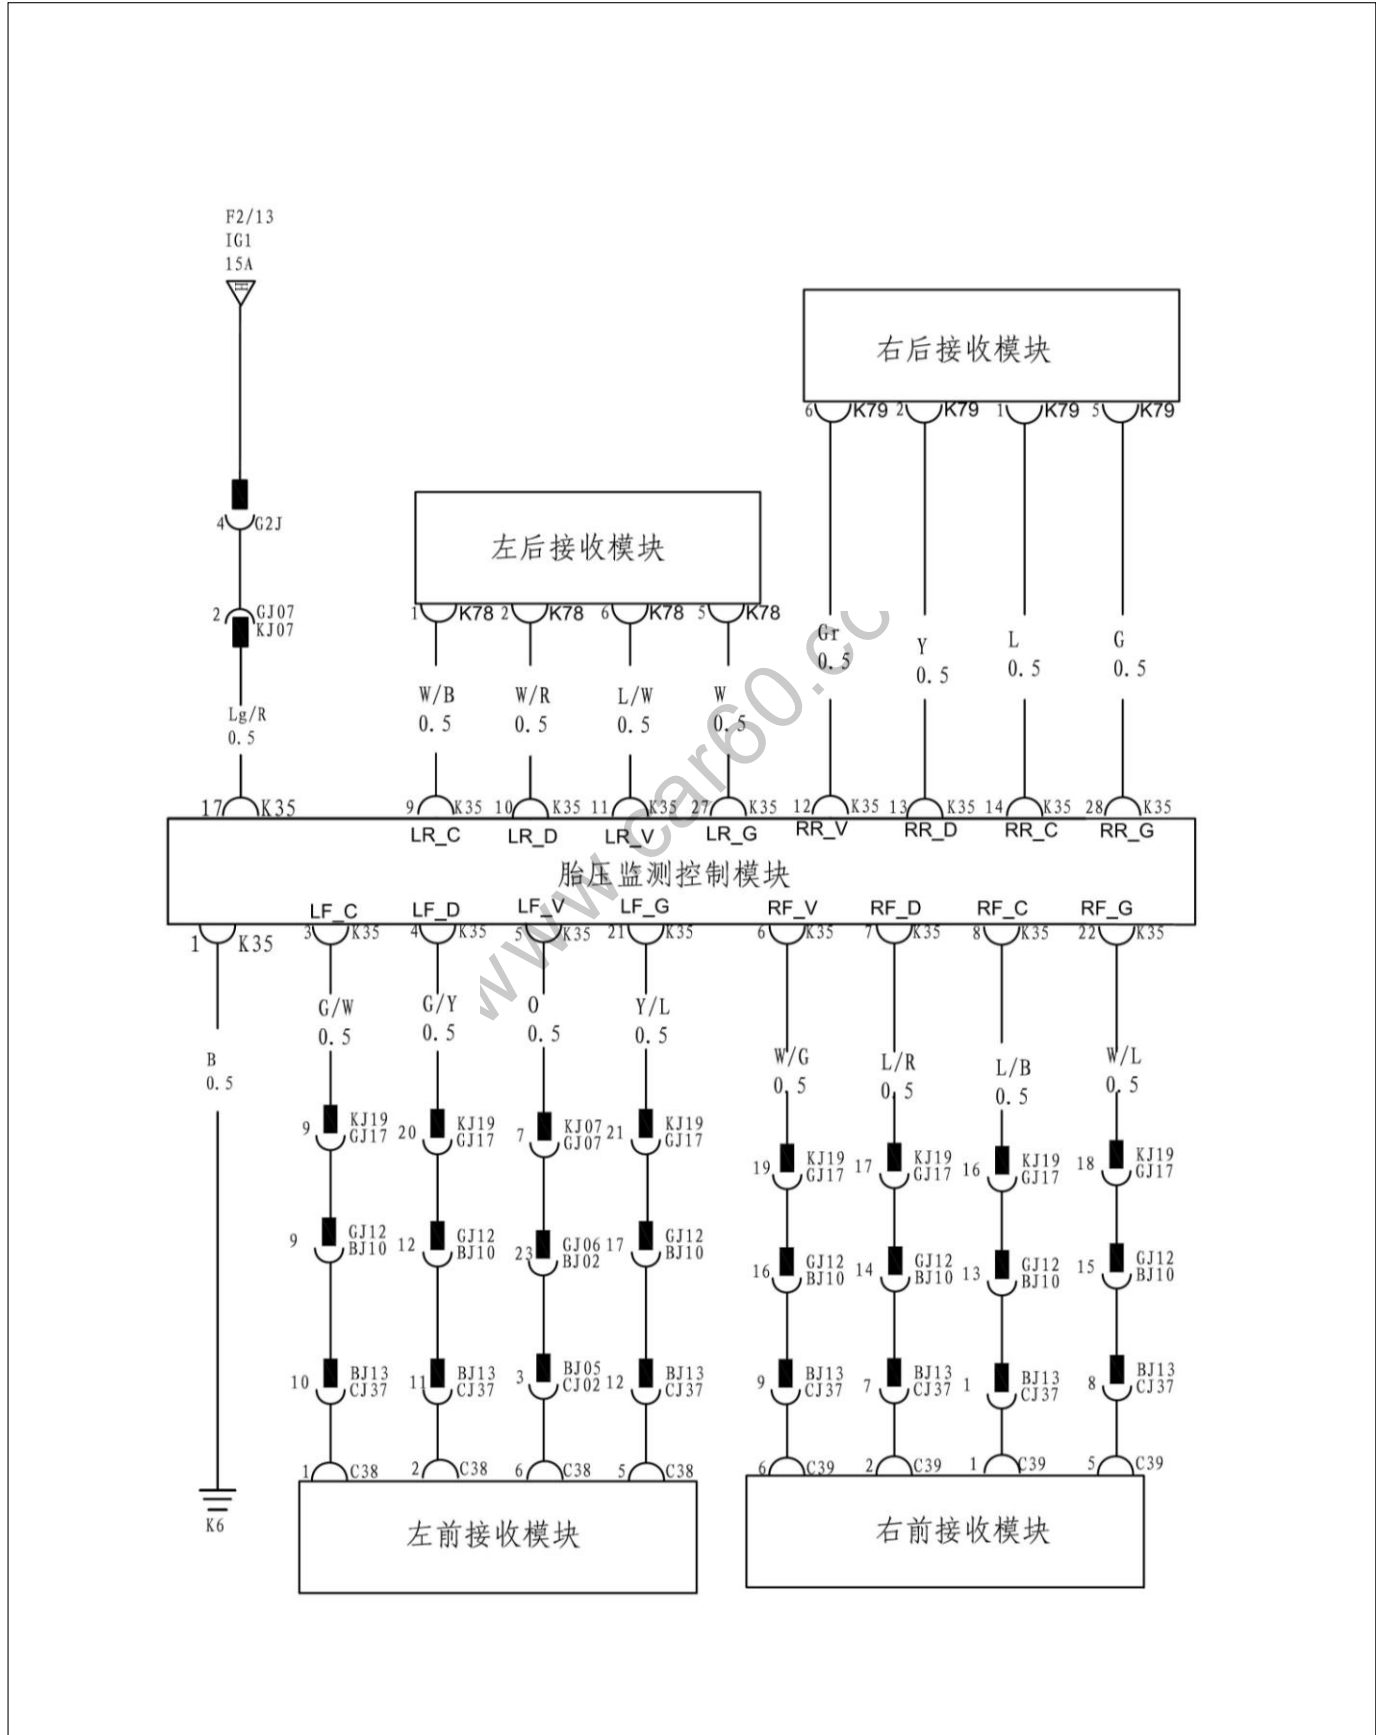 F2/13
IG1
15A
右后接收模块
6 K79 2 K79 1 K79 5 K79
4 G2J
左后接收模块
1 K78 2 K78 6 K78 5 K78
2 GJ07
KJ07
Gr
0.5
Y
0.5
L
0.5
G
0.5
W/B
0.5
W/R
0.5
L/W
0.5
W
0.5
Lg/R
0.5
www.car60.co
17 K35 9 K35 10 K35 11 K35 27 K35 12 K35 13 K35 14 K35 28 K35
LR_C LR_D LR_V LR_G RR_V RR_D RR_C RR_G
胎压监测控制模块
LF_C LF_D LF_V LF_G RF_V RF_D RF_C RF_G
1 K35 3 K35 4 K35 5 K35 21 K35 6 K35 7 K35 8 K35 22 K35
G/W
0.5
G/Y
0.5
O
0.5
Y/L
0.5
B
0.5
W/G
0.5
L/R
0.5
L/B
0.5
W/L
0.5
9 KJ19
GJ17
20 KJ19
GJ17
7 KJ07
GJ07
21 KJ19
GJ17
19 KJ19
GJ17
17 KJ19
GJ17
16 KJ19
GJ17
18 KJ19
GJ17
9 GJ12
BJ10
12 GJ12
BJ10
23 GJ06
BJ02
17 GJ12
BJ10
16 GJ12
BJ10
14 GJ12
BJ10
13 GJ12
BJ10
15 GJ12
BJ10
10 BJ13
CJ37
11 BJ13
CJ37
3 BJ05
CJ02
12 BJ13
CJ37
9 BJ13
CJ37
7 BJ13
CJ37
1 BJ13
CJ37
8 BJ13
CJ37
1 C38 2 C38 6 C38 5 C38 6 C39 2 C39 1 C39 5 C39
K6
左前接收模块
右前接收模块